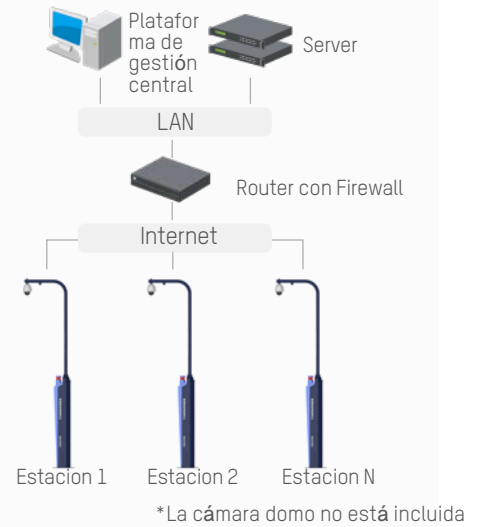 Platafor
ma de
gestión
central
Server
LAN
Router con Firewall
Internet
Estacion 1
Estacion 2
Estacion N
*La cámara domo no está incluida